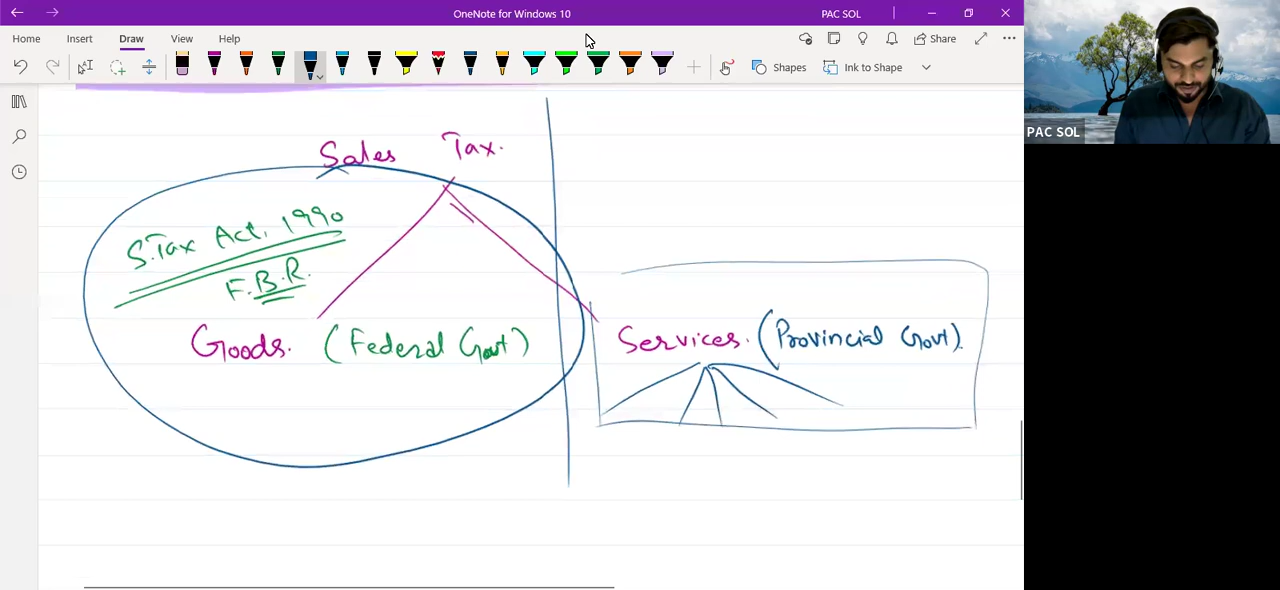 OneNote for Windows 10
PAC SOL
Home Insert Draw View Help
Share
Shapes
Ink to Shape
PAC SOL
Sales Tax.
S.Tax Act, 1990
F.B.R.
Goods. (Federal Govt)
Services. (Provincial Govt).